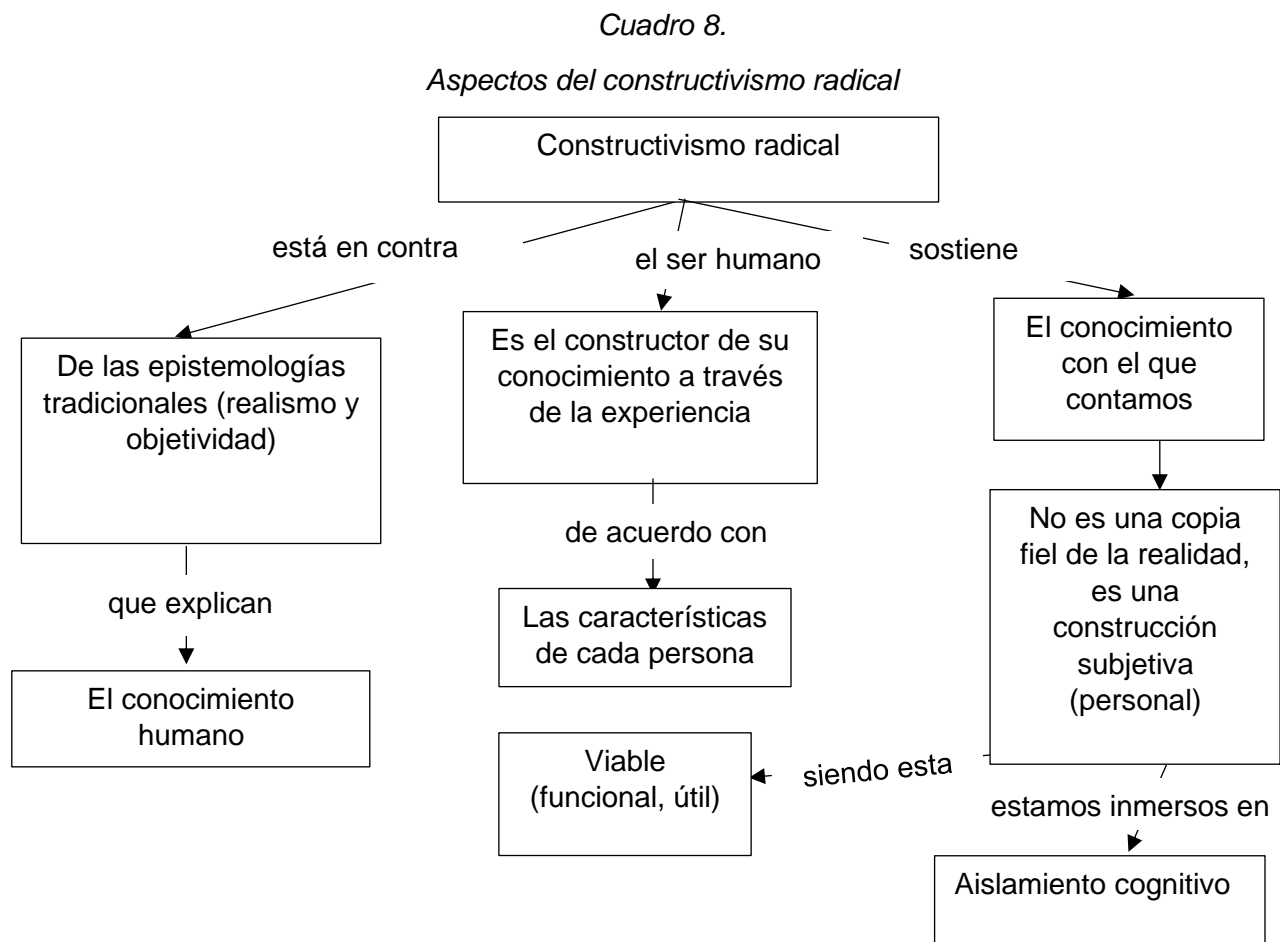 Cuadro 8.
Aspectos del constructivismo radical
Constructivismo radical
está en contra
el ser humano
sostiene
De las epistemologías
tradicionales (realismo y
objetividad)
Es el constructor de su
conocimiento a través
de la experiencia
El conocimiento
con el que
contamos
que explican
de acuerdo con
No es una copia
fiel de la realidad,
es una
construcción
subjetiva
(personal)
El conocimiento
humano
Las características
de cada persona
Viable
(funcional, útil)
siendo esta
estamos inmersos en
Aislamiento cognitivo